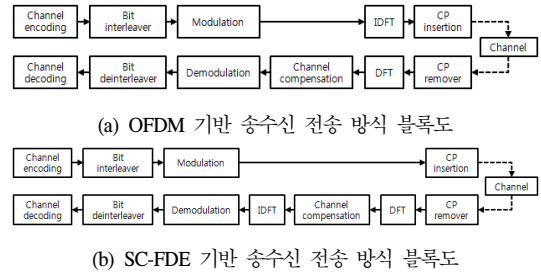 Channel encoding
Bit interleaver
Modulation
IDFT
CP insertion
Channel
Channel decoding
Bit deinterleaver
Demodulation
Channel compensation
DFT
CP remover
(a) OFDM 기반 송수신 전송 방식 블록도
Channel encoding
Bit interleaver
Modulation
CP insertion
Channel
Channel decoding
Bit deinterleaver
Demodulation
IDFT
Channel compensation
DFT
CP remover
(b) SC-FDE 기반 송수신 전송 방식 블록도